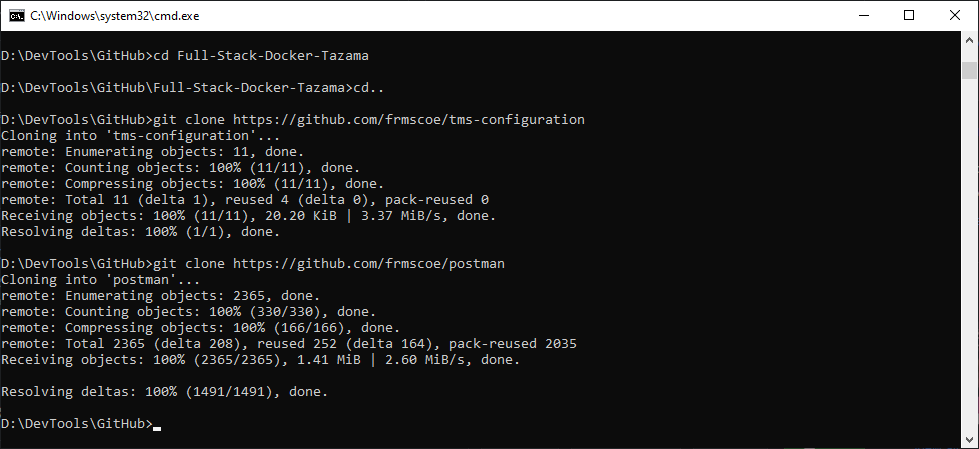 C:\Windows\system32\cmd.exe
D:\DevTools\GitHub>cd Full-Stack-Docker-Tazama
D:\DevTools\GitHub\Full-Stack-Docker-Tazama>cd..
D:\DevTools\GitHub>git clone https://github.com/frmscoe/tms-configuration
Cloning into 'tms-configuration'...
remote: Enumerating objects: 11, done.
remote: Counting objects: 100% (11/11), done.
remote: Compressing objects: 100% (11/11), done.
remote: Total 11 (delta 1), reused 4 (delta 0), pack-reused 0
Receiving objects: 100% (11/11), 20.20 KiB | 3.37 MiB/s, done.
Resolving deltas: 100% (1/1), done.
D:\DevTools\GitHub>git clone https://github.com/frmscoe/postman
Cloning into 'postman'...
remote: Enumerating objects: 2365, done.
remote: Counting objects: 100% (330/330), done.
remote: Compressing objects: 100% (166/166), done.
remote: Total 2365 (delta 208), reused 252 (delta 164), pack-reused 2035
Receiving objects: 100% (2365/2365), 1.41 MiB | 2.60 MiB/s, done.
Resolving deltas: 100% (1491/1491), done.
D:\DevTools\GitHub>